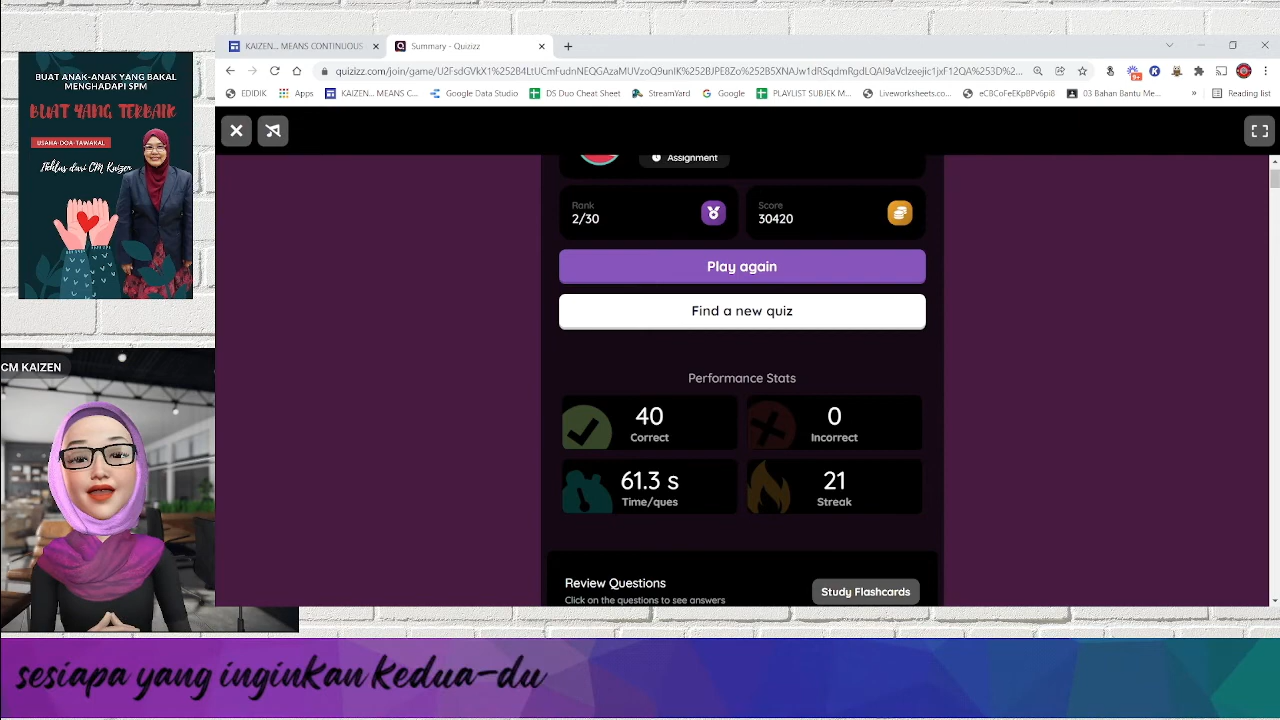 BUAT ANAK-ANAK YANG BAKAL
MENGHADAPI SPM
BUAT YANG TERBAIK
USAHA-DOA-TAWAKAL
Ikhlas dari CM Kaizen
CM KAIZEN
KAIZEN... MEANS CONTINUOUS
Summary - Quizizz
EDIDIK
Apps
KAIZEN... MEANS C...
Google Data Studio
DS Duo Cheat Sheet
StreamYard
Google
PLAYLIST SUBJEK M...
Liveworksheets.co...
eCBCoFeEKp8Pv6pi8
03 Bahan Bantu Me...
»
Reading list
Assignment
Rank
2/30
Score
30420
Play again
Find a new quiz
Performance Stats
40
Correct
0
Incorrect
61.3 s
Time/ques
21
Streak
Review Questions
Click on the questions to see answers
Study Flashcards
sesiapa yang inginkan kedua-du